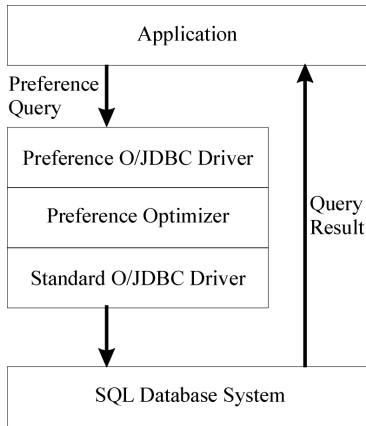 Application
Preference
Query
Preference O/JDBC Driver
Preference Optimizer
Standard O/JDBC Driver
Query
Result
SQL Database System